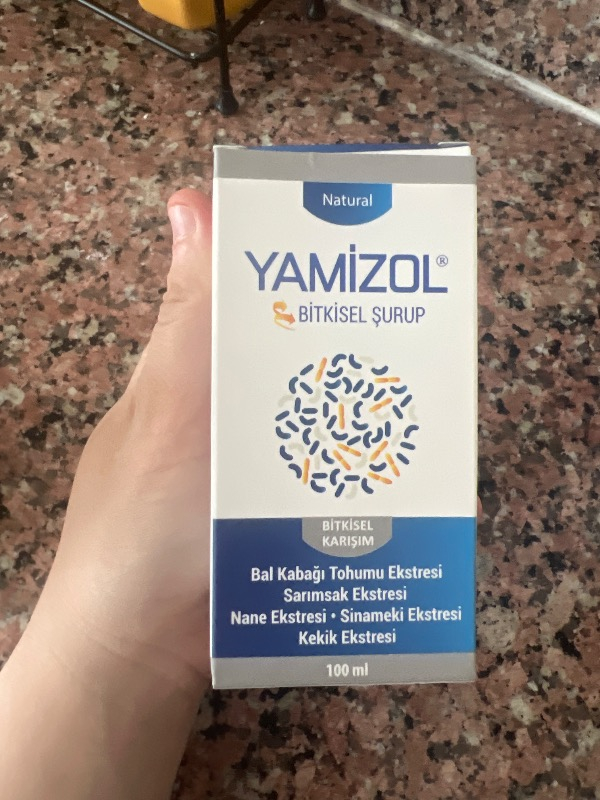 Natural
YAMİZOL®
BİTKİSEL ŞURUP
BİTKİSEL
KARIŞIM
Bal Kabağı Tohumu Ekstresi
Sarımsak Ekstresi
Nane Ekstresi • Sinameki Ekstresi
Kekik Ekstresi
100 ml